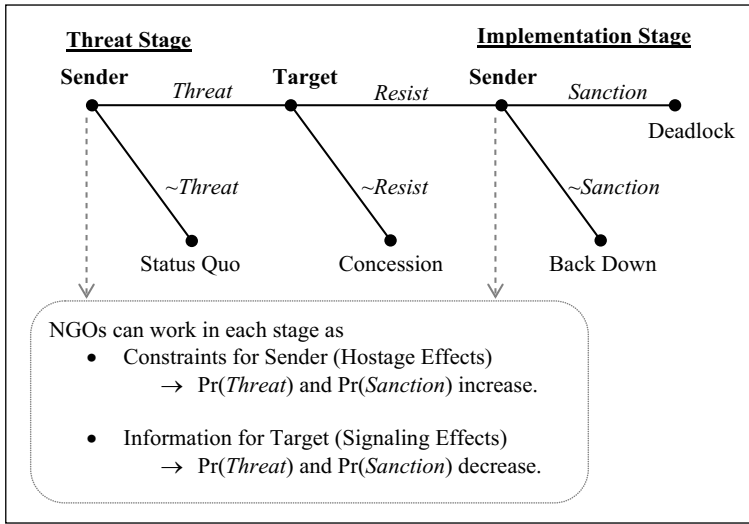 Threat Stage
Implementation Stage
Sender
Target
Sender
Threat
Resist
Sanction
Deadlock
~Threat
~Resist
~Sanction
Status Quo
Concession
Back Down
NGOs can work in each stage as
• Constraints for Sender (Hostage Effects)
→ Pr(Threat) and Pr(Sanction) increase.
• Information for Target (Signaling Effects)
→ Pr(Threat) and Pr(Sanction) decrease.